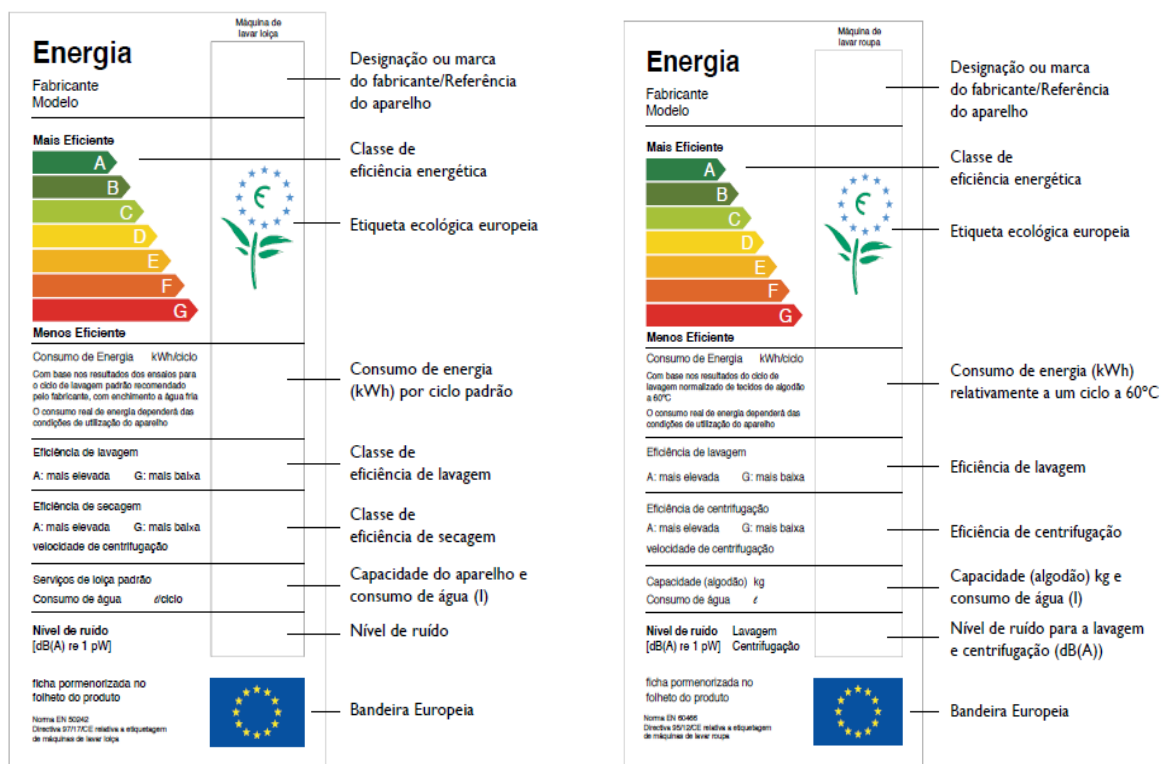 Máquina de
lavar loiça
Energia
Fabricante
Modelo
Designação ou marca
do fabricante/Referência
do aparelho
Mais Eficiente
A
B
C
D
E
F
G
Classe de
eficiência energética
Etiqueta ecológica europeia
Menos Eficiente
Consumo de Energia kWh/ciclo
Com base nos resultados dos ensaios para
o ciclo de lavagem padrão recomendado
pelo fabricante, com enchimento a água fria
O consumo real de energia dependerá das
condições de utilização do aparelho
Consumo de energia
(kWh) por ciclo padrão
Eficiência de lavagem
A: mais elevada G: mais baixa
Classe de
eficiência de lavagem
Eficiência de secagem
A: mais elevada G: mais baixa
velocidade de centrifugação
Classe de
eficiência de secagem
Serviços de loiça padrão
Consumo de água ℓ/ciclo
Capacidade do aparelho e
consumo de água (l)
Nível de ruído
[dB(A) re 1 pW]
Nível de ruído
ficha pormenorizada no
folheto do produto
Norma EN 50242
Directiva 97/17/CE relativa a etiquetagem
de máquinas de lavar loiça
Bandeira Europeia
Máquina de
lavar roupa
Energia
Fabricante
Modelo
Designação ou marca
do fabricante/Referência
do aparelho
Mais Eficiente
A
B
C
D
E
F
G
Classe de
eficiência energética
Etiqueta ecológica europeia
Menos Eficiente
Consumo de Energia kWh/ciclo
Com base nos resultados do ciclo de
lavagem normalizado de tecidos de algodão
a 60ºC
O consumo real de energia dependerá das
condições de utilização do aparelho
Consumo de energia (kWh)
relativamente a um ciclo a 60ºC
Eficiência de lavagem
A: mais elevada G: mais baixa
Eficiência de lavagem
Eficiência de centrifugação
A: mais elevada G: mais baixa
velocidade de centrifugação
Eficiência de centrifugação
Capacidade (algodão) kg
Consumo de água ℓ
Capacidade (algodão) kg e
consumo de água (l)
Nível de ruído Lavagem
[dB(A) re 1 pW] Centrifugação
Nível de ruído para a lavagem
e centrifugação (dB(A))
ficha pormenorizada no
folheto do produto
Norma EN 60456
Directiva 95/12/CE relativa a etiquetagem
de máquinas de lavar roupa
Bandeira Europeia